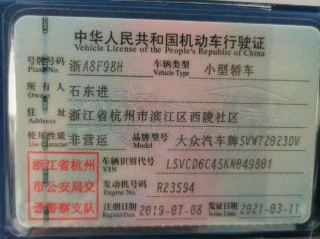 中华人民共和国机动车行驶证
Vehicle License of the People's Republic of China
号牌号码 浙A8F98H 车辆类型 小型轿车
Plate No. Vehicle Type
所有人 石东进
Owner
住址 浙江省杭州市滨江区西陵社区
Address
使用性质 非营运 品牌型号 大众汽车牌SVW72023DV
Use Character Model
浙江省杭州 车辆识别代号 LSVCD6C45KN049801
VIN
市公安局交 发动机号码 R23594
Engine No.
通警察支队 注册日期 2019-07-08 发证日期 2021-03-11
Register Date Issue Date